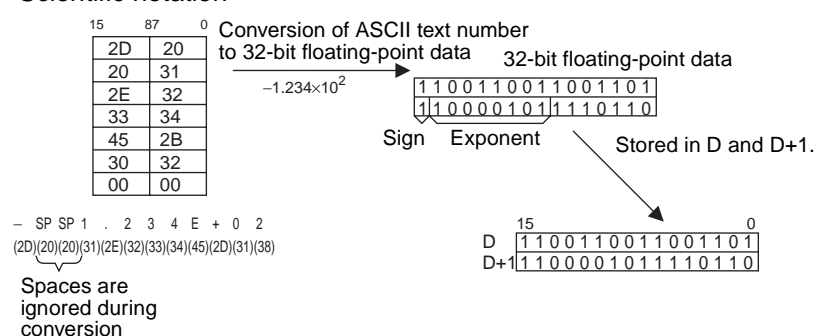 Scientific notation
15 87 0
2D 20
20 31
2E 32
33 34
45 2B
30 32
00 00
Conversion of ASCII text number
to 32-bit floating-point data
−1.234×10²
32-bit floating-point data
1 1 0 0 1 1 0 0 1 1 0 0 1 1 0 1
1 1 0 0 0 0 1 0 1 1 1 1 0 1 1 0
Sign Exponent
Stored in D and D+1.
– SP SP 1 . 2 3 4 E + 0 2
(2D)(20)(20)(31)(2E)(32)(33)(34)(45)(2D)(31)(38)
Spaces are
ignored during
conversion
15 0
D 1 1 0 0 1 1 0 0 1 1 0 0 1 1 0 1
D+1 1 1 0 0 0 0 1 0 1 1 1 1 0 1 1 0